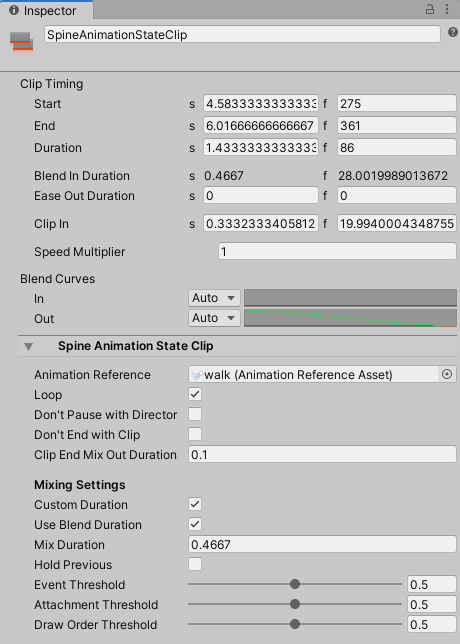 Inspector
SpineAnimationStateClip
Clip Timing
Start s 4.58333333333333 f 275
End s 6.01666666666667 f 361
Duration s 1.43333333333333 f 86
Blend In Duration s 0.4667 f 28.0019989013672
Ease Out Duration s 0 f 0
Clip In s 0.3332333405812 f 19.9940004348755
Speed Multiplier 1
Blend Curves
In Auto
Out Auto
Spine Animation State Clip
Animation Reference walk (Animation Reference Asset)
Loop
Don't Pause with Director
Don't End with Clip
Clip End Mix Out Duration 0.1
Mixing Settings
Custom Duration
Use Blend Duration
Mix Duration 0.4667
Hold Previous
Event Threshold 0.5
Attachment Threshold 0.5
Draw Order Threshold 0.5